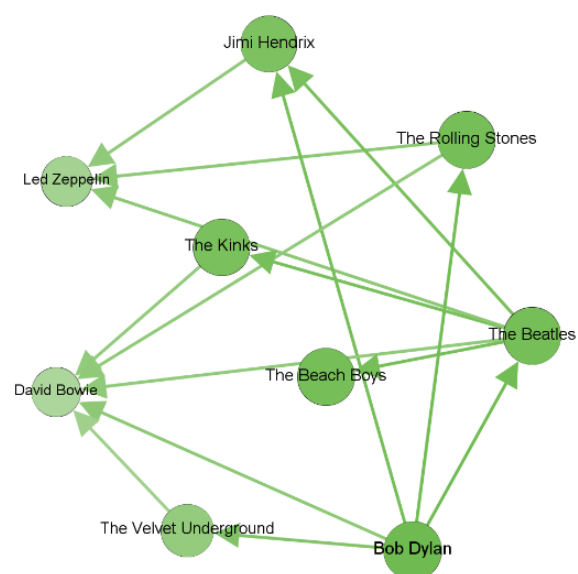 Jimi Hendrix
The Rolling Stones
Led Zeppelin
The Kinks
The Beatles
The Beach Boys
David Bowie
The Velvet Underground
Bob Dylan